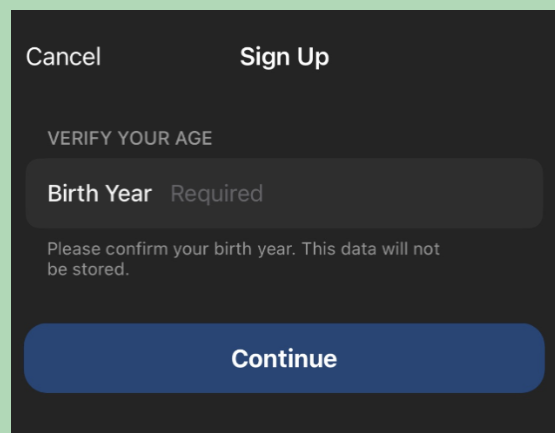 Cancel Sign Up
VERIFY YOUR AGE
Birth Year Required
Please confirm your birth year. This data will not
be stored.
Continue